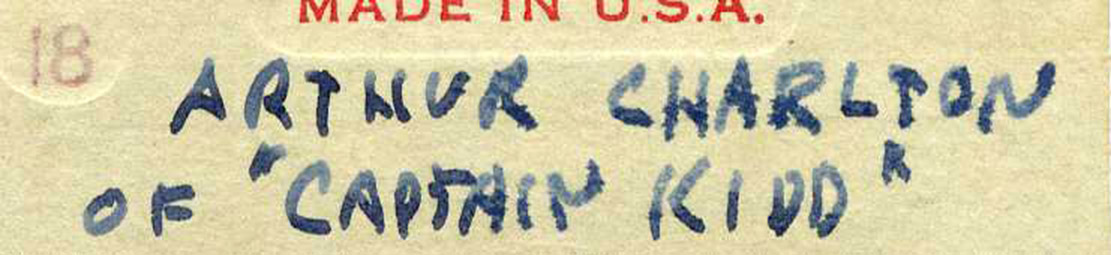 MADE IN U.S.A.
18
ARTHUR CHARLTON
OF "CAPTAIN KIDD"